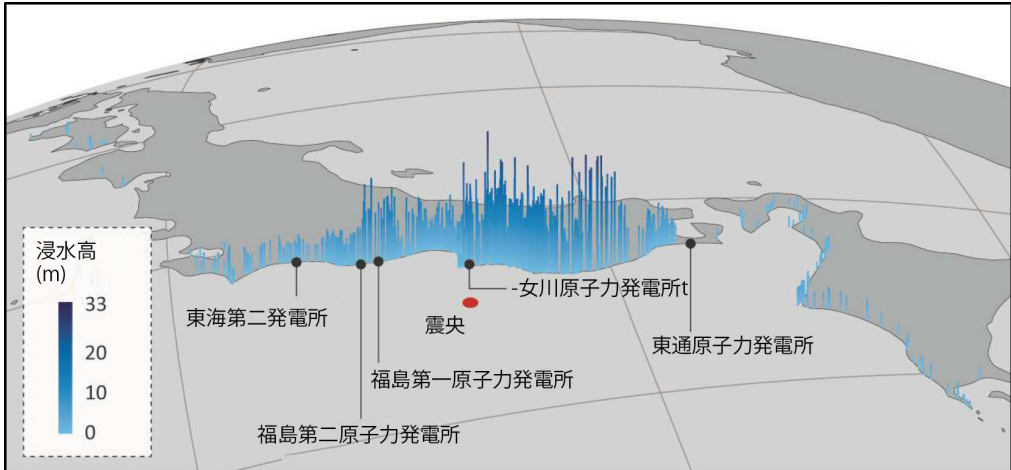 浸水高
(m)
33
20
10
0
東海第二発電所
震央
-女川原子力発電所t
東通原子力発電所
福島第一原子力発電所
福島第二原子力発電所